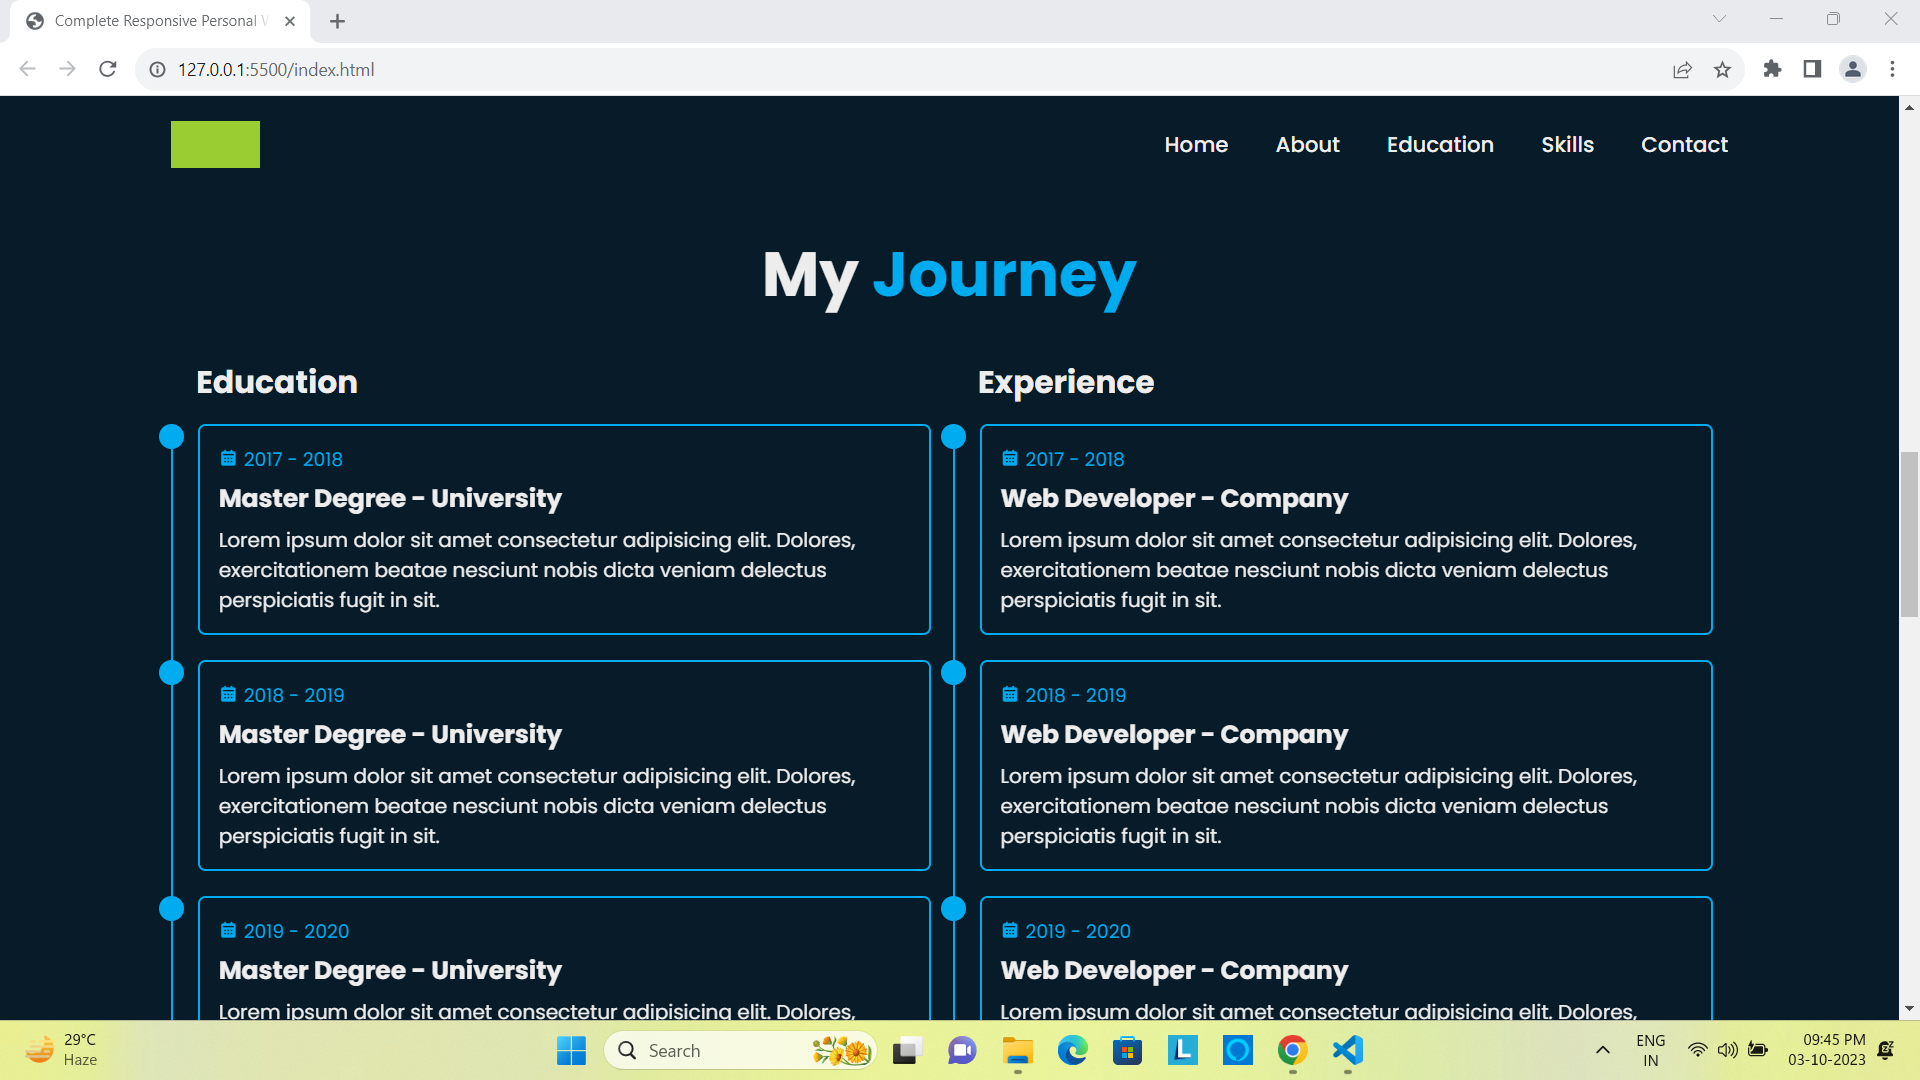 Complete Responsive Personal
127.0.0.1:5500/index.html
Home About Education Skills Contact
My Journey
Education
2017 - 2018
Master Degree - University
Lorem ipsum dolor sit amet consectetur adipisicing elit. Dolores,
exercitationem beatae nesciunt nobis dicta veniam delectus
perspiciatis fugit in sit.
2018 - 2019
Master Degree - University
Lorem ipsum dolor sit amet consectetur adipisicing elit. Dolores,
exercitationem beatae nesciunt nobis dicta veniam delectus
perspiciatis fugit in sit.
2019 - 2020
Master Degree - University
Lorem ipsum dolor sit amet consectetur adipisicing elit. Dolores,
Experience
2017 - 2018
Web Developer - Company
Lorem ipsum dolor sit amet consectetur adipisicing elit. Dolores,
exercitationem beatae nesciunt nobis dicta veniam delectus
perspiciatis fugit in sit.
2018 - 2019
Web Developer - Company
Lorem ipsum dolor sit amet consectetur adipisicing elit. Dolores,
exercitationem beatae nesciunt nobis dicta veniam delectus
perspiciatis fugit in sit.
2019 - 2020
Web Developer - Company
Lorem ipsum dolor sit amet consectetur adipisicing elit. Dolores,
29°C
Haze
Search
ENG
IN
09:45 PM
03-10-2023